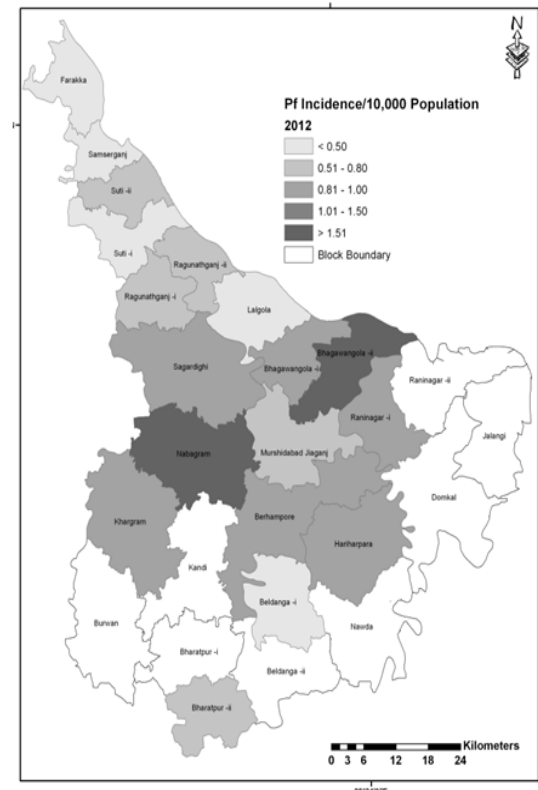 N
Farakka
Pf Incidence/10,000 Population
2012
< 0.50
0.51 - 0.80
0.81 - 1.00
1.01 - 1.50
> 1.51
Block Boundary
Samserganj
Suti -ii
Suti -i
Ragunathganj -ii
Ragunathganj -i
Lalgola
Bhagawangola -ii
Sagardighi
Bhagawangola -i
Raninagar -ii
Raninagar -i
Jalangi
Nabagram
Murshidabad Jiaganj
Domkal
Khargram
Berhampore
Hariharpara
Kandi
Beldanga -i
Burwan
Nawda
Bharatpur -i
Beldanga -ii
Bharatpur -ii
Kilometers
0 3 6 12 18 24